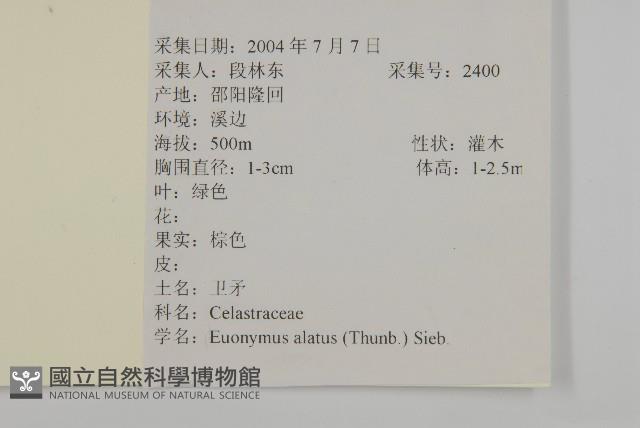 采集日期：2004 年 7 月 7 日
采集人：段林东 采集号：2400
产地：邵阳隆回
环境：溪边
海拔：500m 性状：灌木
胸围直径：1-3cm 体高：1-2.5m
叶：绿色
花：
果实：棕色
皮：
土名：卫矛
科名：Celastraceae
学名：Euonymus alatus (Thunb.) Sieb.
國立自然科學博物館
NATIONAL MUSEUM OF NATURAL SCIENCE